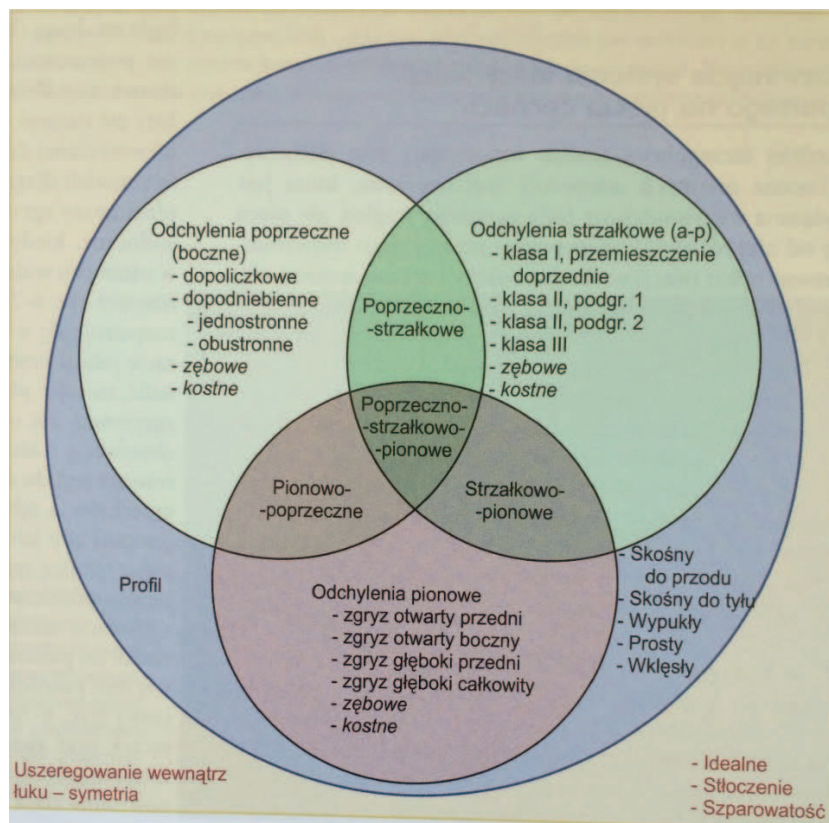 Odchylenia poprzeczne
(boczne)
- dopoliczkowe
- dopodniebienne
- jednostronne
- obustronne
- zębowe
- kostne
Poprzeczno-
-strzałkowe
Odchylenia strzałkowe (a-p)
- klasa I, przemieszczenie
doprzednie
- klasa II, podgr. 1
- klasa II, podgr. 2
- klasa III
- zębowe
- kostne
Poprzeczno-
-strzałkowo-
-pionowe
Pionowo-
-poprzeczne
Strzałkowo-
-pionowe
Profil
Odchylenia pionowe
- zgryz otwarty przedni
- zgryz otwarty boczny
- zgryz głęboki przedni
- zgryz głęboki całkowity
- zębowe
- kostne
- Skośny
do przodu
- Skośny do tyłu
- Wypukły
- Prosty
- Wklęsły
Uszeregowanie wewnątrz
łuku – symetria
- Idealne
- Stłoczenie
- Szparowatość